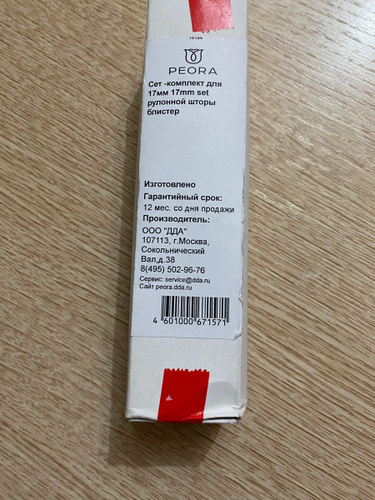 PEORA
Сет -комплект для
17мм 17mm set
рулонной шторы
блистер
Изготовлено
Гарантийный срок:
12 мес. со дня продажи
Производитель:
ООО "ДДА"
107113, г.Москва,
Сокольнический
Вал,д.38
8(495) 502-96-76
Сервис: service@dda.ru
Сайт peora.dda.ru
4 601000 671571